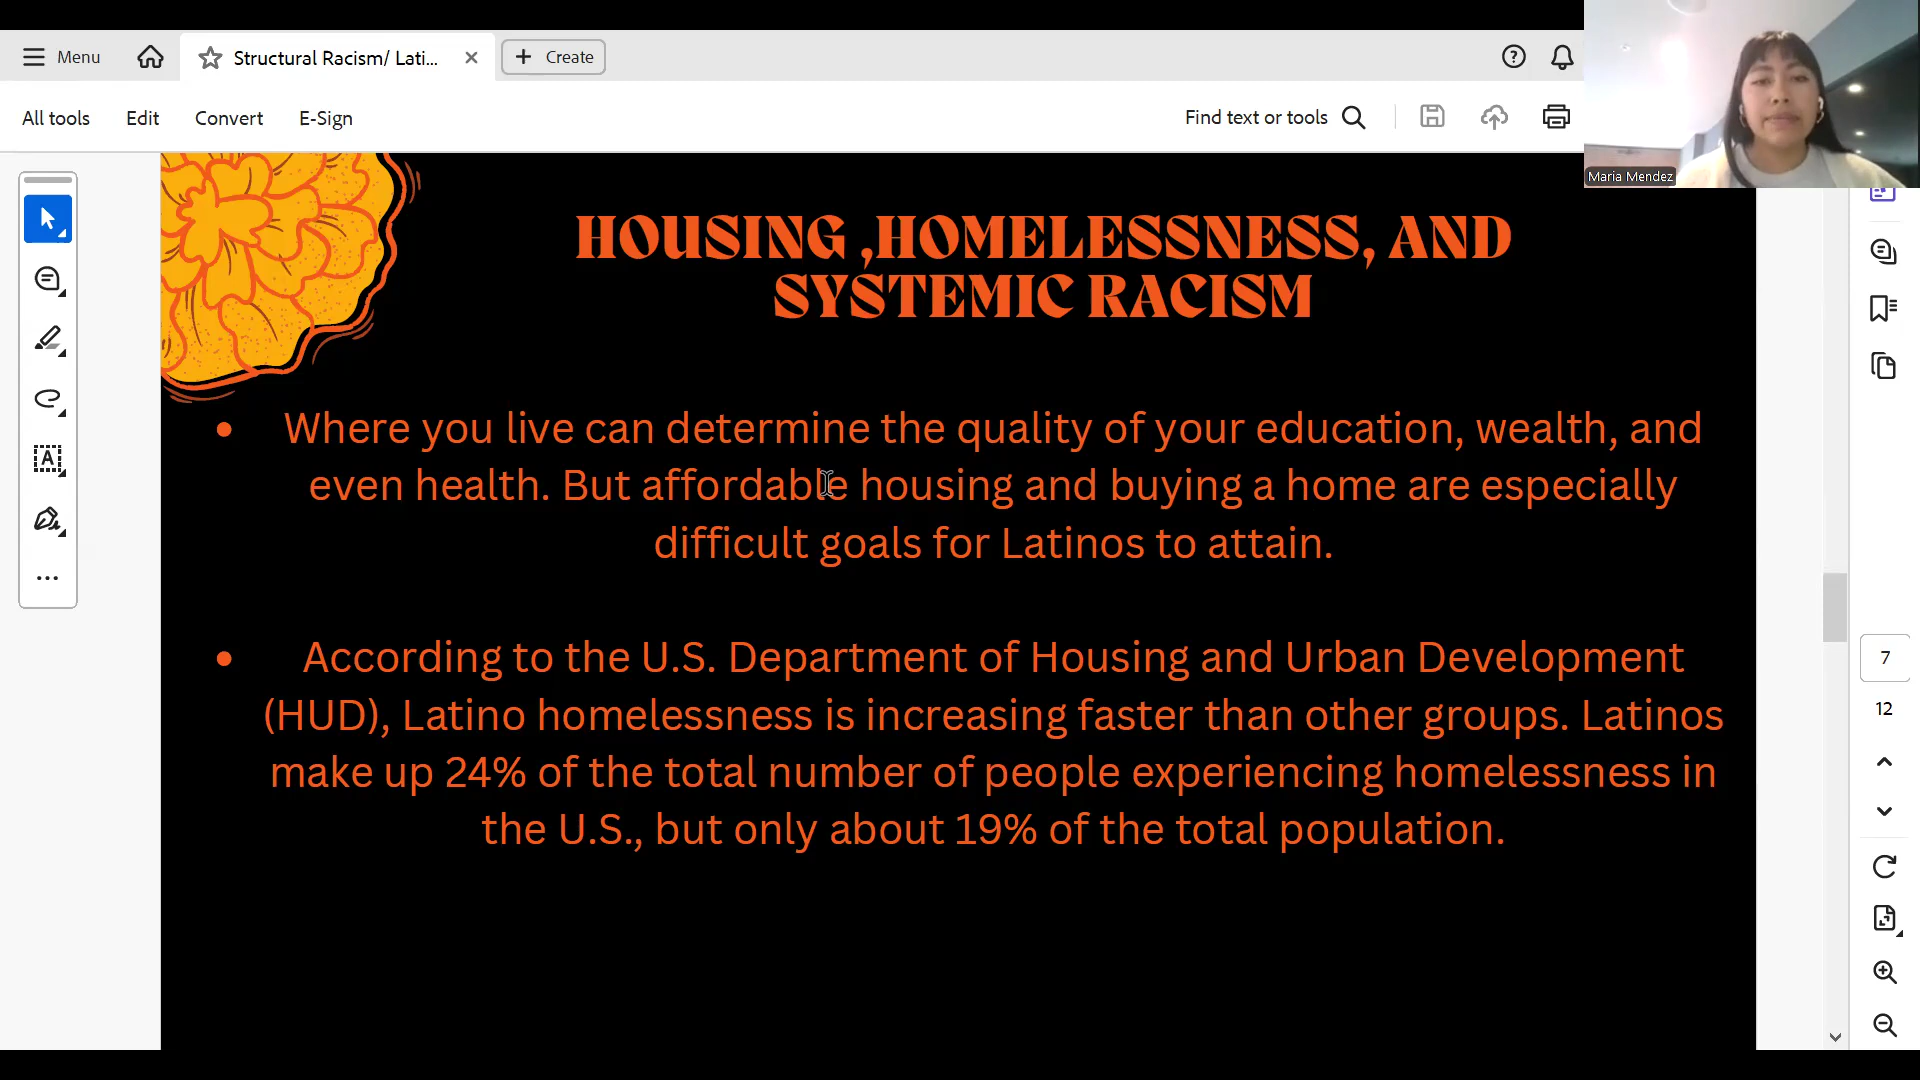 Menu
Structural Racism/ Lati...
Create
All tools
Edit
Convert
E-Sign
Find text or tools
Maria Mendez
HOUSING ,HOMELESSNESS, AND
SYSTEMIC RACISM
• Where you live can determine the quality of your education, wealth, and
even health. But affordable housing and buying a home are especially
difficult goals for Latinos to attain.
• According to the U.S. Department of Housing and Urban Development
(HUD), Latino homelessness is increasing faster than other groups. Latinos
make up 24% of the total number of people experiencing homelessness in
the U.S., but only about 19% of the total population.
7
12